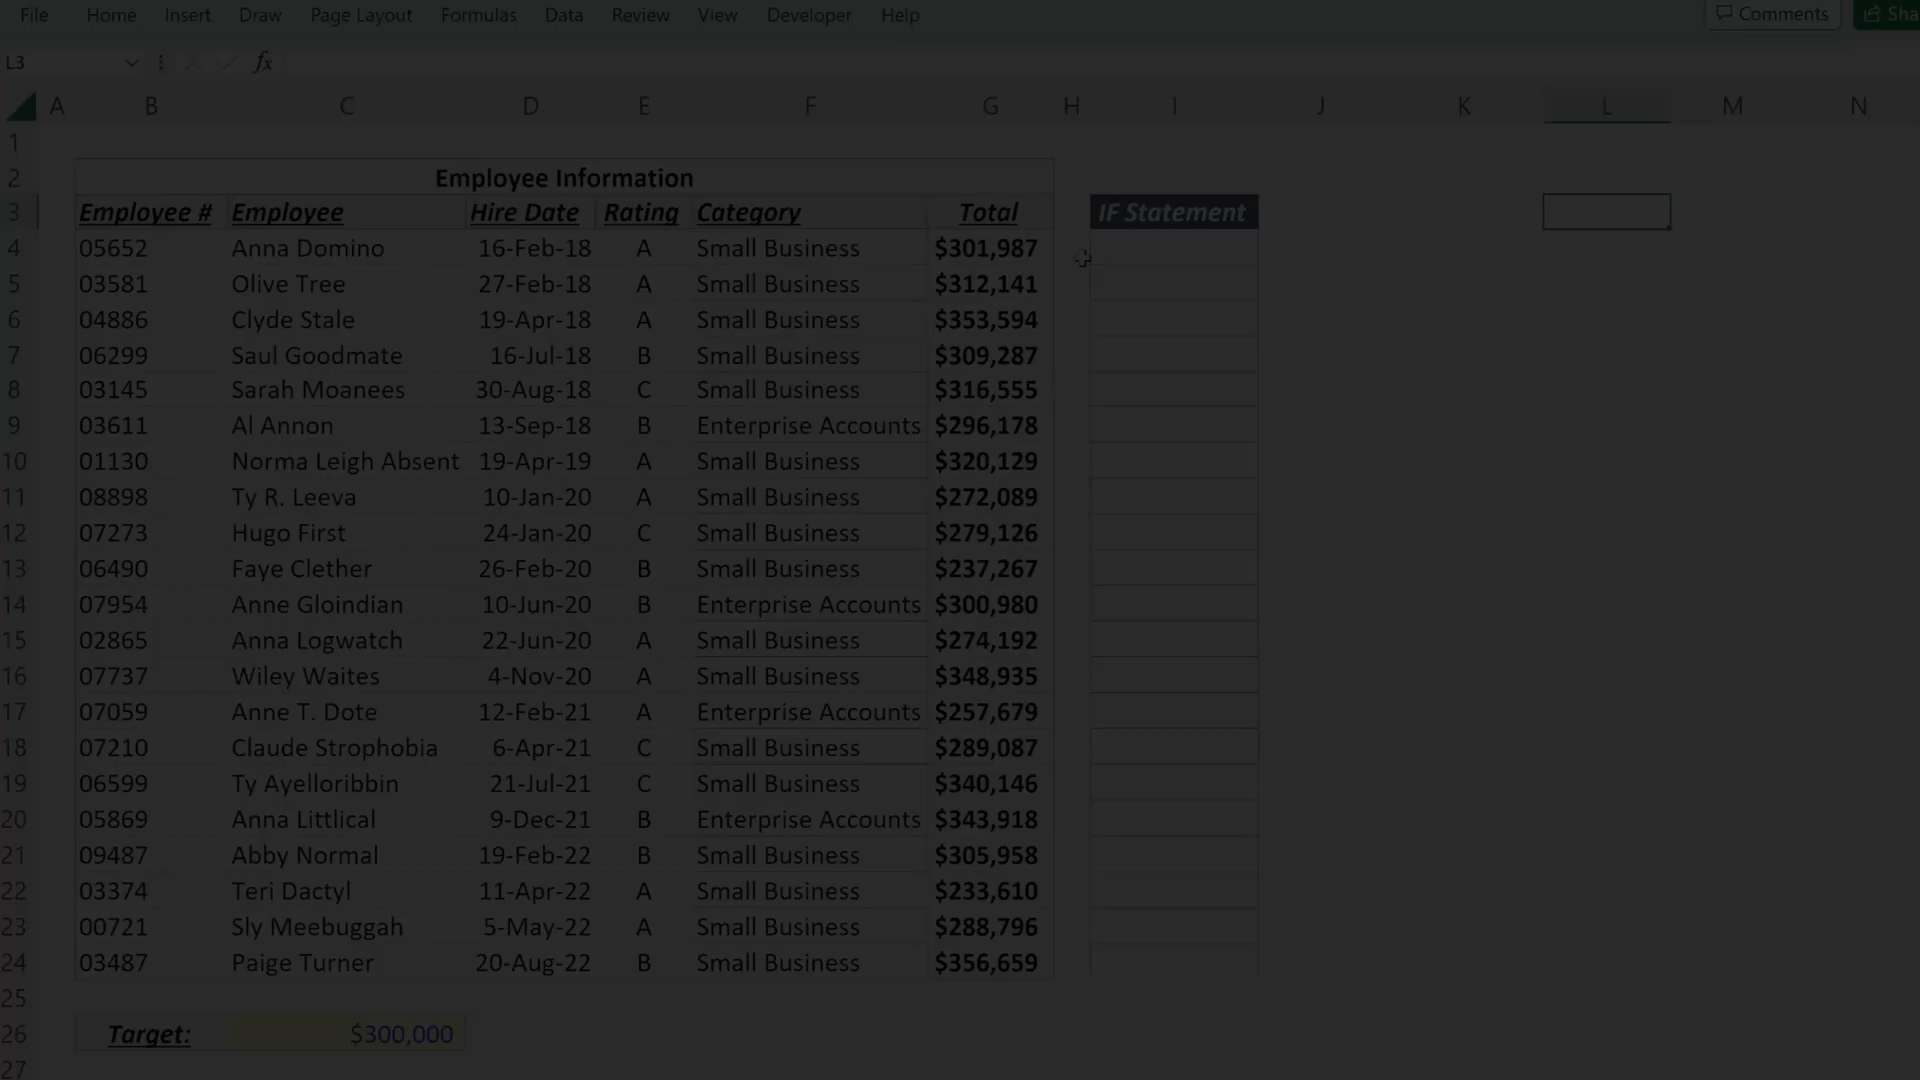 File Home Insert Draw Page Layout Formulas Data Review View Developer Help Comments Sha
L3 fx
A B C D E F G H I J K L M N
1
2 Employee Information
3 Employee # Employee Hire Date Rating Category Total IF Statement
4 05652 Anna Domino 16-Feb-18 A Small Business $301,987
5 03581 Olive Tree 27-Feb-18 A Small Business $312,141
6 04886 Clyde Stale 19-Apr-18 A Small Business $353,594
7 06299 Saul Goodmate 16-Jul-18 B Small Business $309,287
8 03145 Sarah Moanees 30-Aug-18 C Small Business $316,555
9 03611 Al Annon 13-Sep-18 B Enterprise Accounts $296,178
10 01130 Norma Leigh Absent 19-Apr-19 A Small Business $320,129
11 08898 Ty R. Leeva 10-Jan-20 A Small Business $272,089
12 07273 Hugo First 24-Jan-20 C Small Business $279,126
13 06490 Faye Clether 26-Feb-20 B Small Business $237,267
14 07954 Anne Gloindian 10-Jun-20 B Enterprise Accounts $300,980
15 02865 Anna Logwatch 22-Jun-20 A Small Business $274,192
16 07737 Wiley Waites 4-Nov-20 A Small Business $348,935
17 07059 Anne T. Dote 12-Feb-21 A Enterprise Accounts $257,679
18 07210 Claude Strophobia 6-Apr-21 C Small Business $289,087
19 06599 Ty Ayelloribbin 21-Jul-21 C Small Business $340,146
20 05869 Anna Littlical 9-Dec-21 B Enterprise Accounts $343,918
21 09487 Abby Normal 19-Feb-22 B Small Business $305,958
22 03374 Teri Dactyl 11-Apr-22 A Small Business $233,610
23 00721 Sly Meebuggah 5-May-22 A Small Business $288,796
24 03487 Paige Turner 20-Aug-22 B Small Business $356,659
25
26 Target: $300,000
27